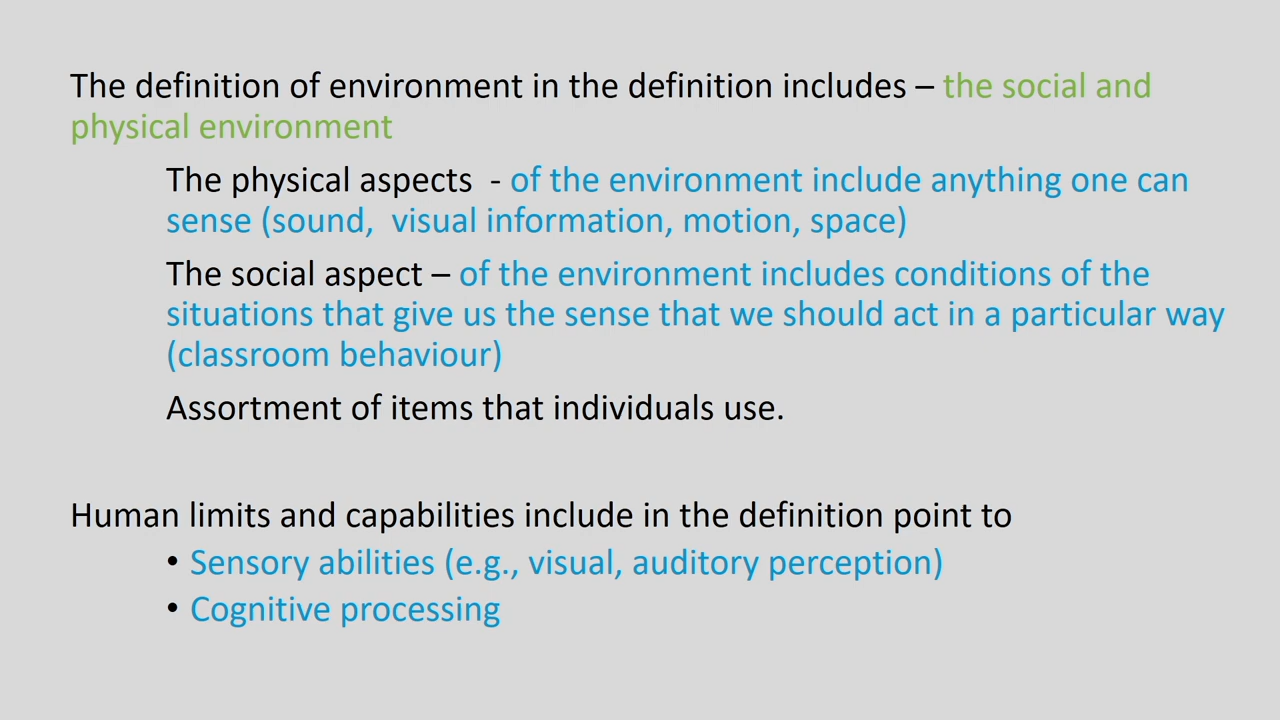 The definition of environment in the definition includes – the social and
physical environment
The physical aspects  - of the environment include anything one can
sense (sound,  visual information, motion, space)
The social aspect – of the environment includes conditions of the
situations that give us the sense that we should act in a particular way
(classroom behaviour)
Assortment of items that individuals use.
Human limits and capabilities include in the definition point to
• Sensory abilities (e.g., visual, auditory perception)
• Cognitive processing